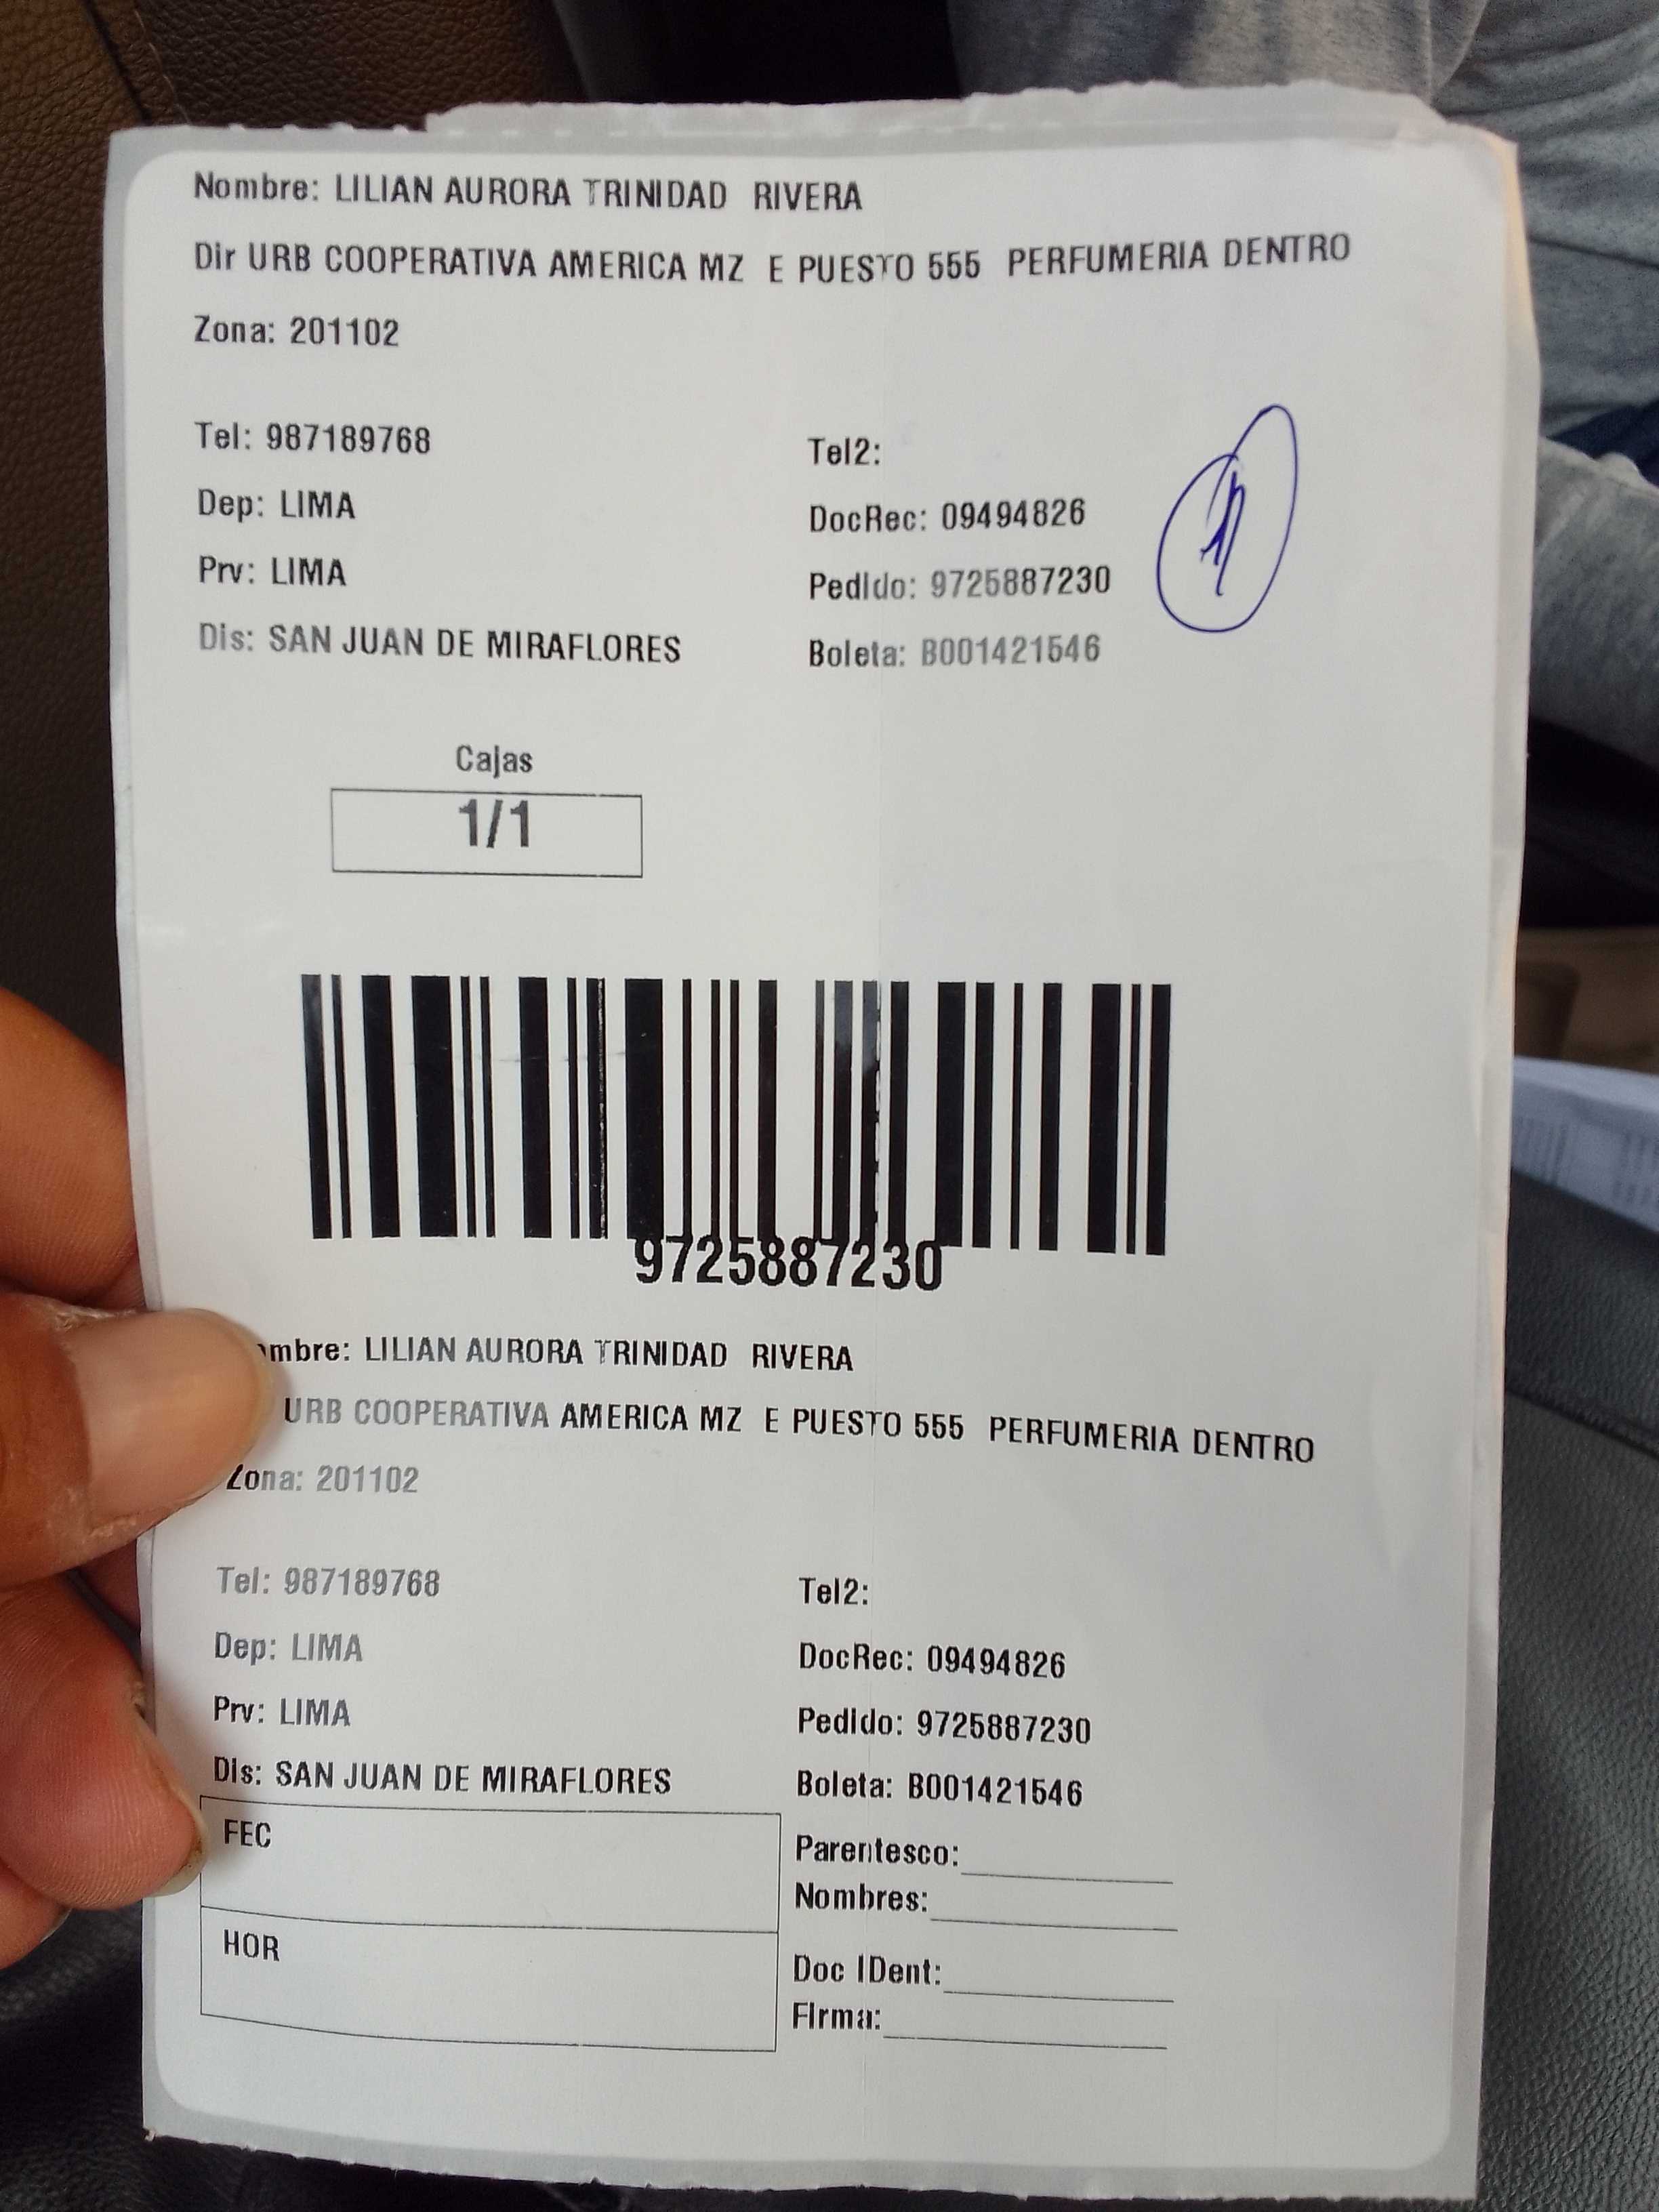 Nombre: LILIAN AURORA TRINIDAD RIVERA
Dir URB COOPERATIVA AMERICA MZ E PUESTO 555 PERFUMERIA DENTRO
Zona: 201102
Tel: 987189768 Tel2:
Dep: LIMA DocRec: 09494826
Prv: LIMA Pedido: 9725887230
Dis: SAN JUAN DE MIRAFLORES Boleta: B001421546
Cajas
1/1
9725887230
ombre: LILIAN AURORA TRINIDAD RIVERA
URB COOPERATIVA AMERICA MZ E PUESTO 555 PERFUMERIA DENTRO
Zona: 201102
Tel: 987189768 Tel2:
Dep: LIMA DocRec: 09494826
Prv: LIMA Pedido: 9725887230
Dis: SAN JUAN DE MIRAFLORES Boleta: B001421546
FEC Parentesco:
Nombres:
HOR Doc IDent:
Firma: